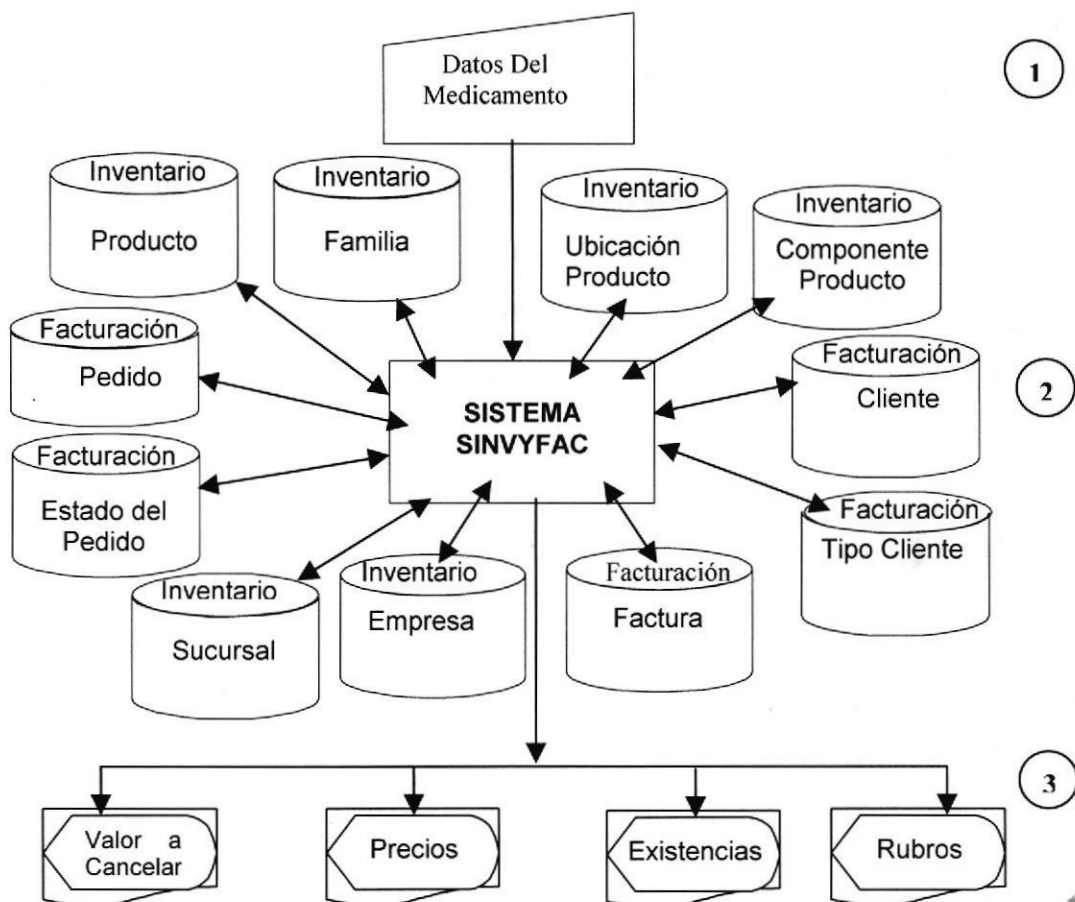 Datos Del
Medicamento
1
Inventario
Producto
Inventario
Familia
Inventario
Ubicación
Producto
Inventario
Componente
Producto
Facturación
Pedido
SISTEMA
SINVYFAC
Facturación
Cliente
2
Facturación
Estado del
Pedido
Facturación
Tipo Cliente
Inventario
Sucursal
Inventario
Empresa
Facturación
Factura
3
Valor a
Cancelar
Precios
Existencias
Rubros